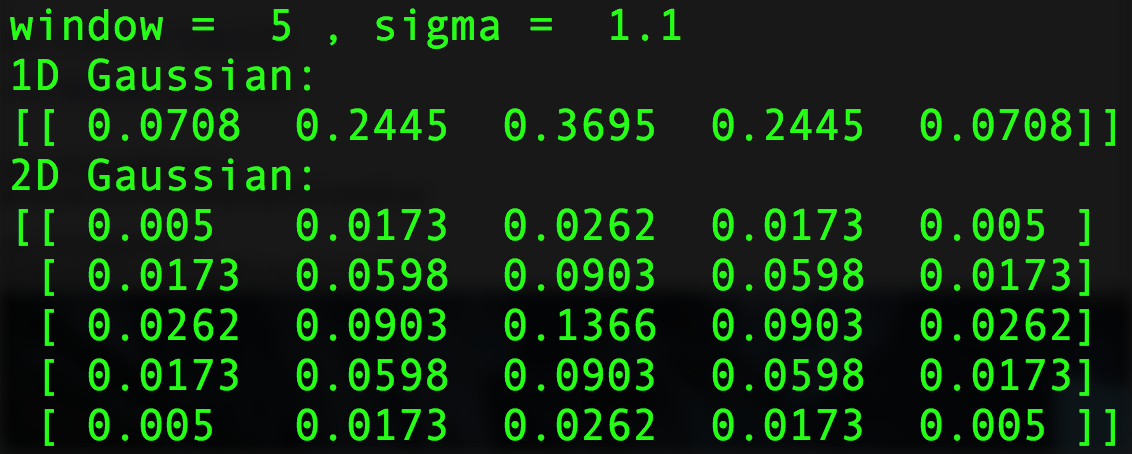 window =  5 , sigma =  1.1
1D Gaussian:
[[ 0.0708  0.2445  0.3695  0.2445  0.0708]]
2D Gaussian:
[[ 0.005   0.0173  0.0262  0.0173  0.005 ]
 [ 0.0173  0.0598  0.0903  0.0598  0.0173]
 [ 0.0262  0.0903  0.1366  0.0903  0.0262]
 [ 0.0173  0.0598  0.0903  0.0598  0.0173]
 [ 0.005   0.0173  0.0262  0.0173  0.005 ]]